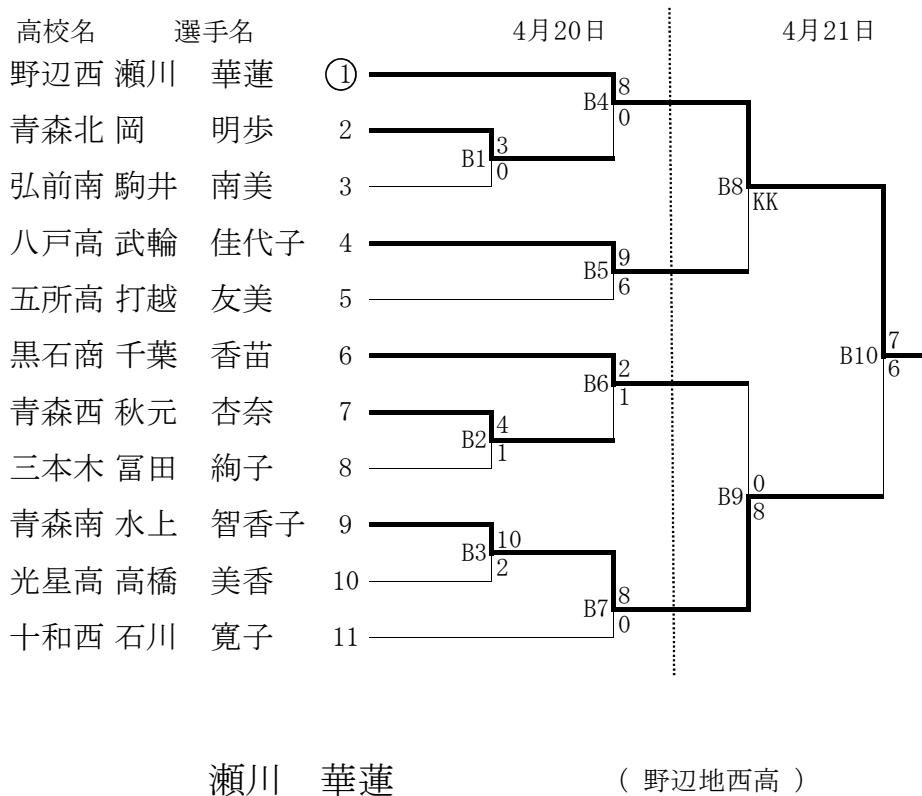 高校名 選手名 4月20日 4月21日
野辺西 瀬川 華蓮 ①
8
B4
0
青森北 岡 明歩 2
3
B1
0
弘前南 駒井 南美 3
B8
KK
八戸高 武輪 佳代子 4
9
B5
6
五所高 打越 友美 5
7
B10
6
黒石商 千葉 香苗 6
2
B6
1
青森西 秋元 杏奈 7
4
B2
1
三本木 冨田 絢子 8
0
B9
8
青森南 水上 智香子 9
10
B3
2
光星高 高橋 美香 10
8
B7
0
十和西 石川 寛子 11
瀬川 華蓮 ( 野辺地西高 )